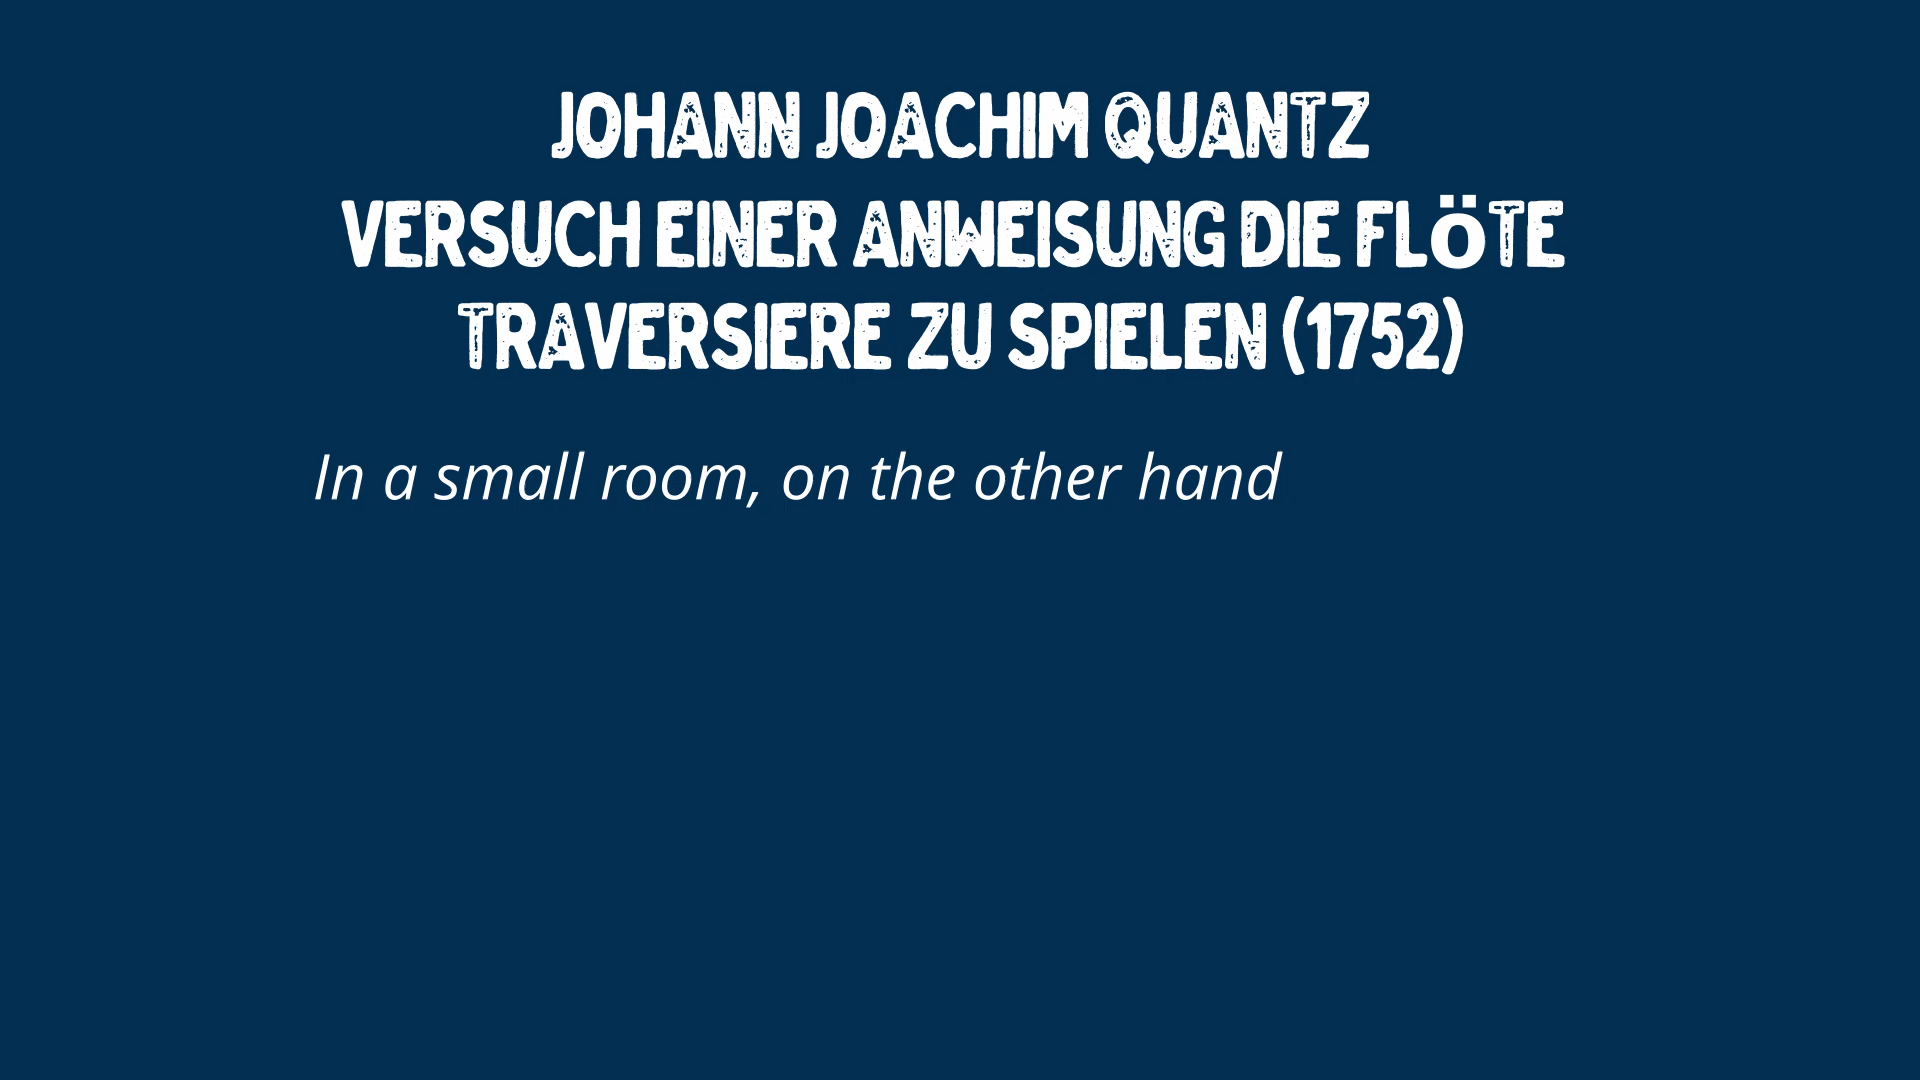 JOHANN JOACHIM QUANTZ
VERSUCH EINER ANWEISUNG DIE FLÖTE
TRAVERSIERE ZU SPIELEN (1752)
In a small room, on the other hand